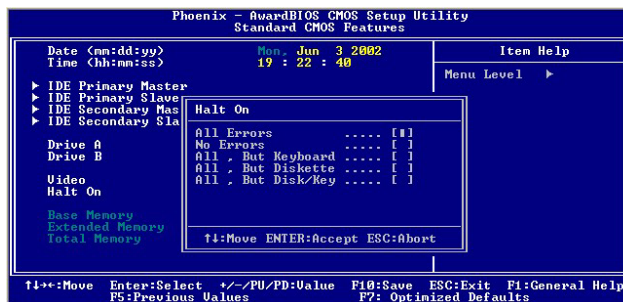 Phoenix - AwardBIOS CMOS Setup Utility
Standard CMOS Features
Date (mm:dd:yy) Mon, Jun 3 2002
Time (hh:mm:ss) 19 : 22 : 40
Item Help
Menu Level ▶
▶ IDE Primary Master
▶ IDE Primary Slave
▶ IDE Secondary Mas
▶ IDE Secondary Sla
Drive A
Drive B
Video
Halt On
Base Memory
Extended Memory
Total Memory
Halt On
All Errors ..... [▮]
No Errors ..... [ ]
All , But Keyboard ..... [ ]
All , But Diskette ..... [ ]
All , But Disk/Key ..... [ ]
↑↓:Move ENTER:Accept ESC:Abort
↑↓→←:Move Enter:Select +/-/PU/PD:Value F10:Save ESC:Exit F1:General Help
F5:Previous Values F7: Optimized Defaults